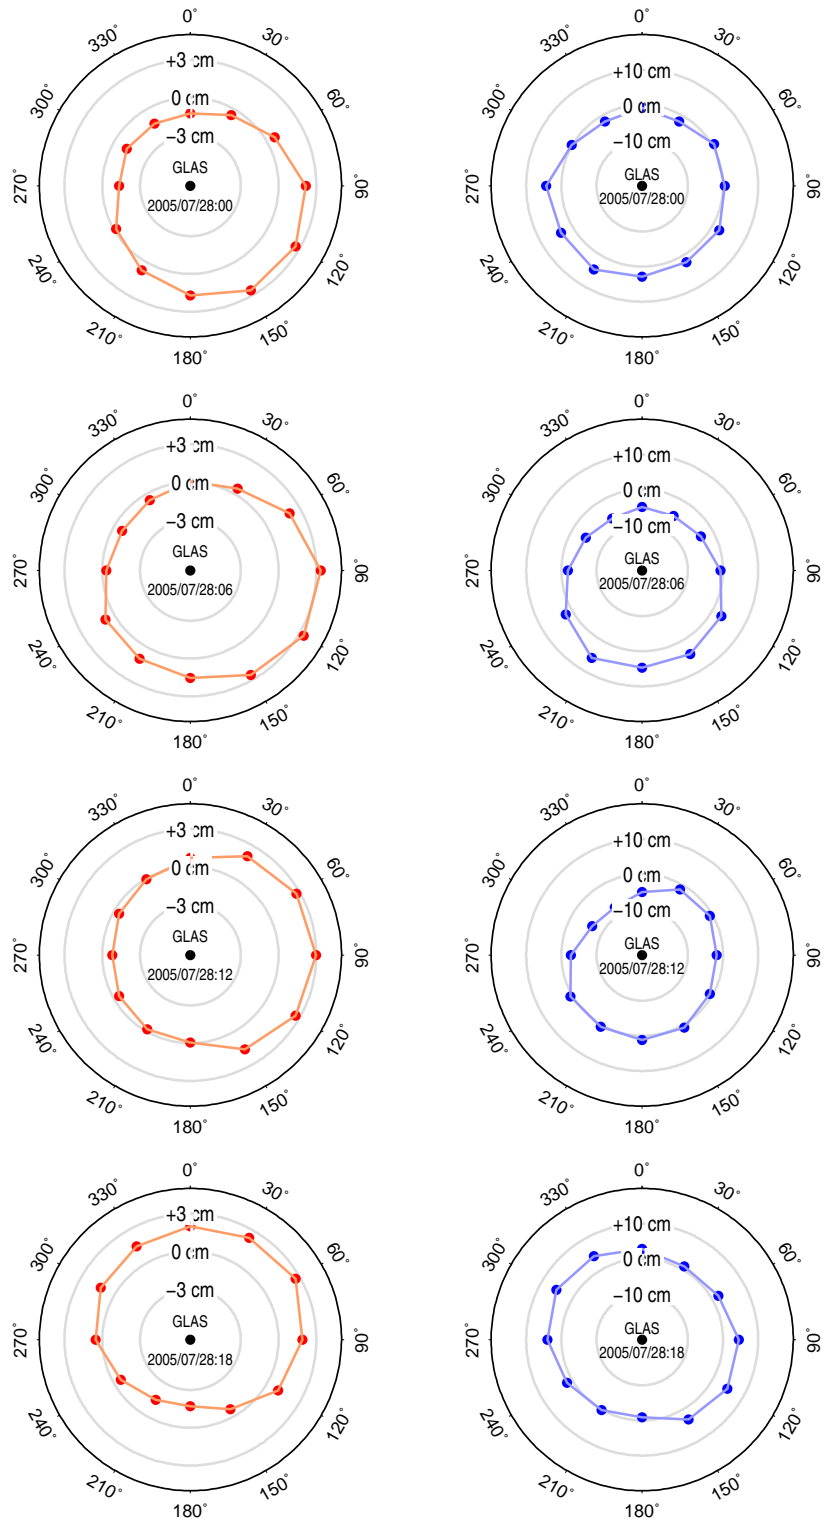 0° 0°
330° 30° 330° 30°
+3 cm +10 cm
300° 60° 300° 60°
0 cm 0 cm
−3 cm −10 cm
GLAS GLAS
270° 90° 270° 90°
2005/07/28:00 2005/07/28:00
240° 120° 240° 120°
210° 150° 210° 150°
180° 180°
0° 0°
330° 30° 330° 30°
+3 cm +10 cm
300° 60° 300° 60°
0 cm 0 cm
−3 cm −10 cm
GLAS GLAS
270° 90° 270° 90°
2005/07/28:06 2005/07/28:06
240° 120° 240° 120°
210° 150° 210° 150°
180° 180°
0° 0°
330° 30° 330° 30°
+3 cm +10 cm
300° 60° 300° 60°
0 cm 0 cm
−3 cm −10 cm
GLAS GLAS
270° 90° 270° 90°
2005/07/28:12 2005/07/28:12
240° 120° 240° 120°
210° 150° 210° 150°
180° 180°
0° 0°
330° 30° 330° 30°
+3 cm +10 cm
300° 60° 300° 60°
0 cm 0 cm
−3 cm −10 cm
GLAS GLAS
270° 90° 270° 90°
2005/07/28:18 2005/07/28:18
240° 120° 240° 120°
210° 150° 210° 150°
180° 180°